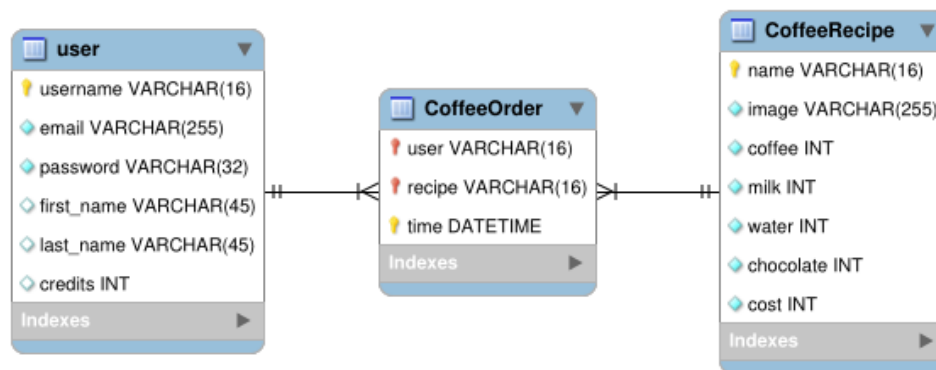 user
username VARCHAR(16)
email VARCHAR(255)
password VARCHAR(32)
first_name VARCHAR(45)
last_name VARCHAR(45)
credits INT
Indexes
CoffeeOrder
user VARCHAR(16)
recipe VARCHAR(16)
time DATETIME
Indexes
CoffeeRecipe
name VARCHAR(16)
image VARCHAR(255)
coffee INT
milk INT
water INT
chocolate INT
cost INT
Indexes